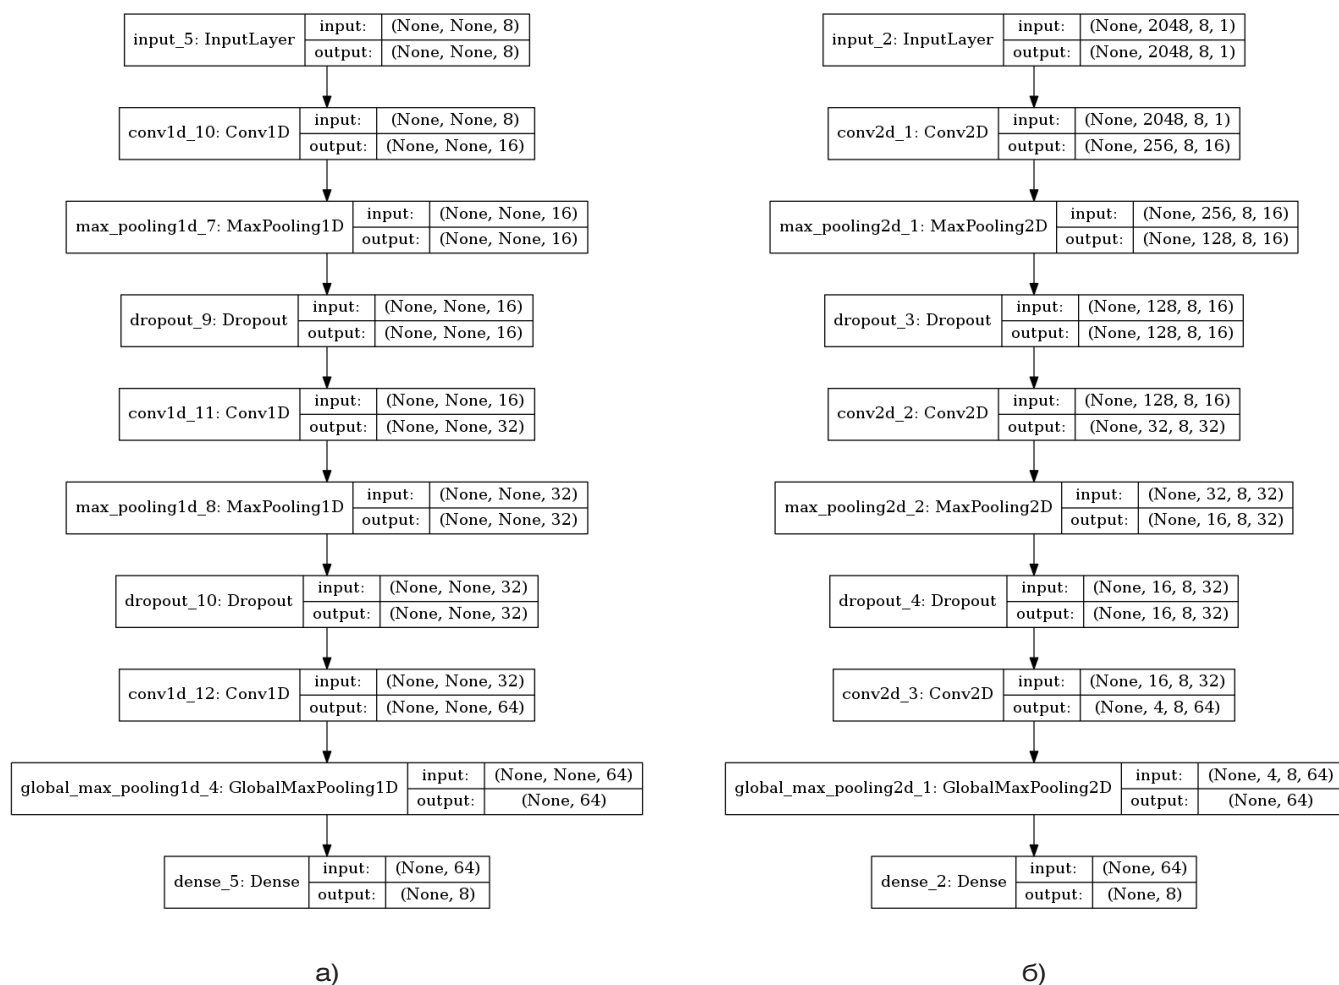 input_5: InputLayer
input: (None, None, 8)
output: (None, None, 8)
conv1d_10: Conv1D
input: (None, None, 8)
output: (None, None, 16)
max_pooling1d_7: MaxPooling1D
input: (None, None, 16)
output: (None, None, 16)
dropout_9: Dropout
input: (None, None, 16)
output: (None, None, 16)
conv1d_11: Conv1D
input: (None, None, 16)
output: (None, None, 32)
max_pooling1d_8: MaxPooling1D
input: (None, None, 32)
output: (None, None, 32)
dropout_10: Dropout
input: (None, None, 32)
output: (None, None, 32)
conv1d_12: Conv1D
input: (None, None, 32)
output: (None, None, 64)
global_max_pooling1d_4: GlobalMaxPooling1D
input: (None, None, 64)
output: (None, 64)
dense_5: Dense
input: (None, 64)
output: (None, 8)
а)
input_2: InputLayer
input: (None, 2048, 8, 1)
output: (None, 2048, 8, 1)
conv2d_1: Conv2D
input: (None, 2048, 8, 1)
output: (None, 256, 8, 16)
max_pooling2d_1: MaxPooling2D
input: (None, 256, 8, 16)
output: (None, 128, 8, 16)
dropout_3: Dropout
input: (None, 128, 8, 16)
output: (None, 128, 8, 16)
conv2d_2: Conv2D
input: (None, 128, 8, 16)
output: (None, 32, 8, 32)
max_pooling2d_2: MaxPooling2D
input: (None, 32, 8, 32)
output: (None, 16, 8, 32)
dropout_4: Dropout
input: (None, 16, 8, 32)
output: (None, 16, 8, 32)
conv2d_3: Conv2D
input: (None, 16, 8, 32)
output: (None, 4, 8, 64)
global_max_pooling2d_1: GlobalMaxPooling2D
input: (None, 4, 8, 64)
output: (None, 64)
dense_2: Dense
input: (None, 64)
output: (None, 8)
б)